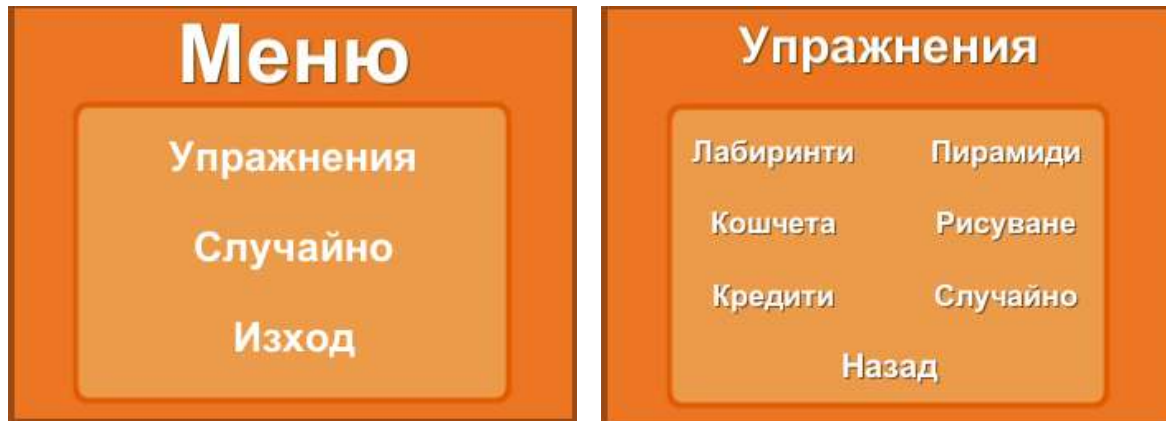 Меню
Упражнения
Случайно
Изход
Упражнения
Лабиринти Пирамиди
Кошчета Рисуване
Кредити Случайно
Назад